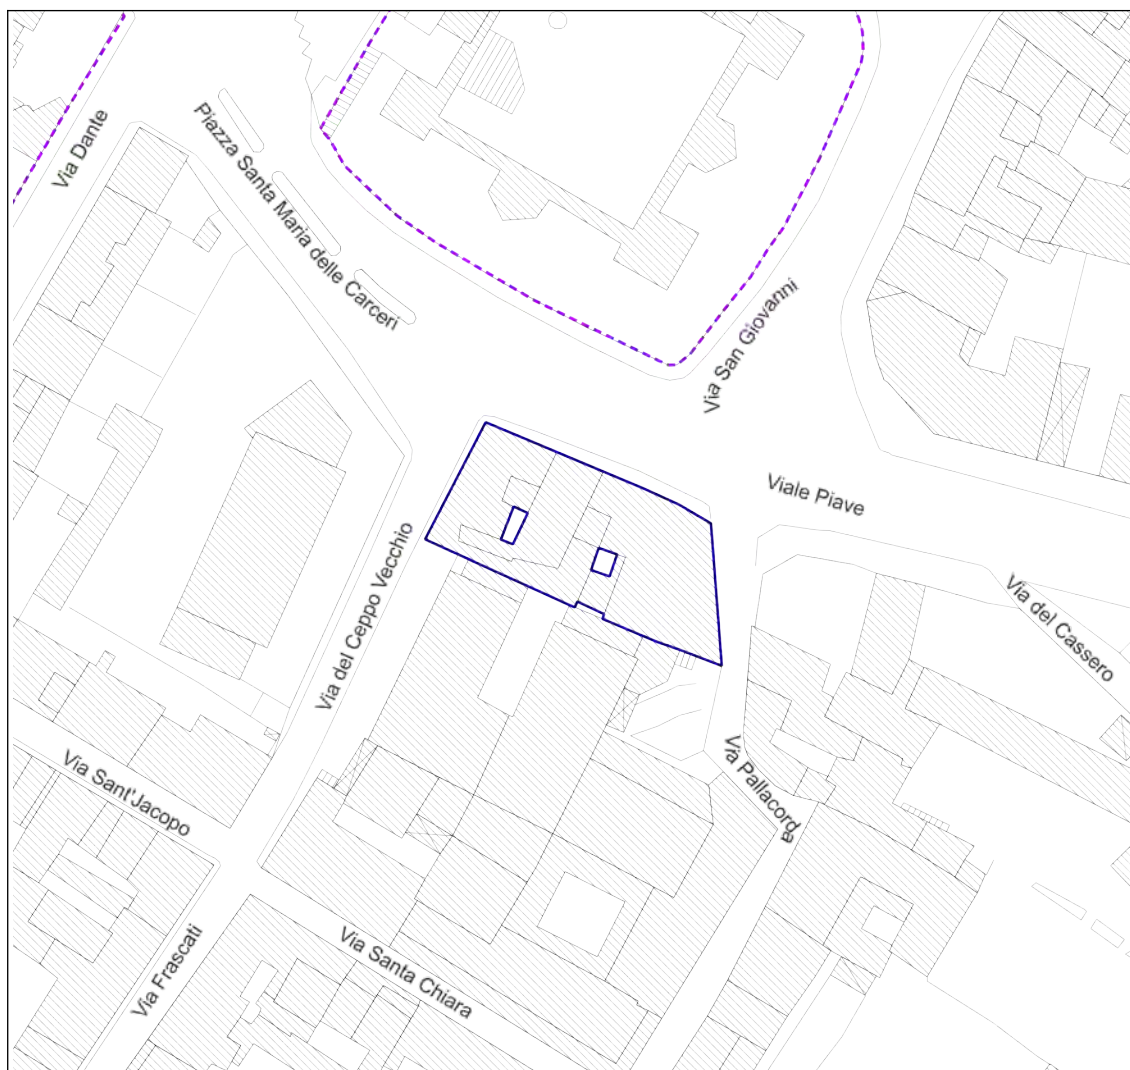 Via Dante
Piazza Santa Maria delle Carceri
Via San Giovanni
Viale Piave
Via del Ceppo Vecchio
Via del Cassero
Via Sant'Jacopo
Via Pallacorda
Via Frascati
Via Santa Chiara